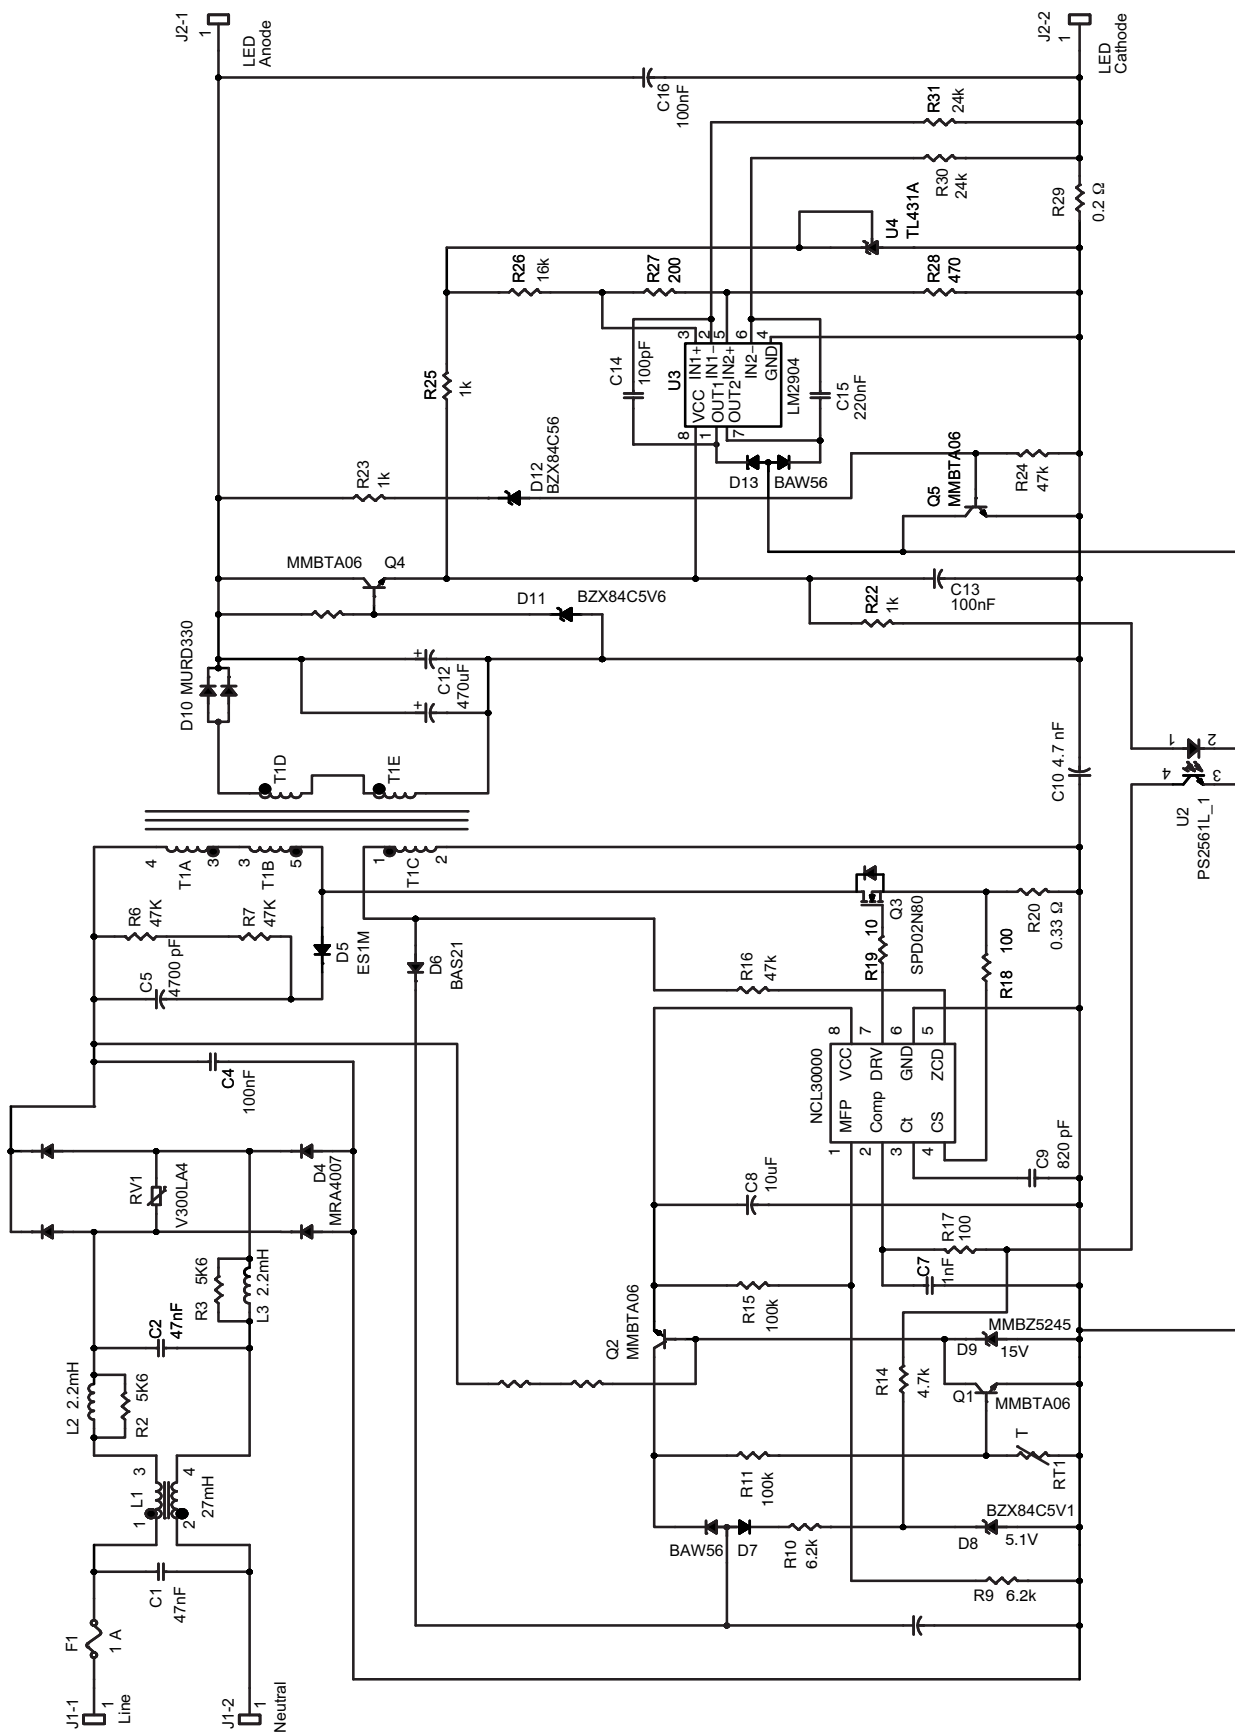 J1-1
1
Line
F1
1 A
J1-2
1
Neutral
C1
47nF
L1
1
3
2
4
27mH
L2 2.2mH
R2
5K6
C2
47nF
R3
5K6
L3 2.2mH
RV1
V300LA4
D4
MRA4007
C4
100nF
C5
4700 pF
R6
47K
R7
47K
D5
ES1M
D6
BAS21
4
T1A
3
3
T1B
5
1
T1C
2
T1D
T1E
D10 MURD330
+
+
C12
470uF
MMBTA06
Q4
D11
BZX84C5V6
R23
1k
D12
BZX84C56
R25
1k
R26
16k
R27
200
R28
470
C14
100pF
U3
3
2
5
6
4
IN1+
IN1−
IN2+
IN2−
GND
VCC
OUT1
OUT2
8
1
7
LM2904
C15
220nF
D13
BAW56
Q5
MMBTA06
R24
47k
U4
TL431A
R30
24k
R31
24k
R29
0.2 Ω
C16
100nF
J2-1
1
LED
Anode
J2-2
1
LED
Cathode
C13
100nF
R22
1k
C10 4.7 nF
1
2
4
3
U2
PS2561L_1
R16
47k
R19
10
Q3
SPD02N80
R18
100
R20
0.33 Ω
NCL30000
MFP
VCC
Comp
DRV
Ct
GND
CS
ZCD
1
2
3
4
8
7
6
5
C9
820 pF
C8
10uF
R17
100
C7
1nF
R15
100k
Q2
MMBTA06
MMBZ5245
D9
15V
R14
4.7k
Q1
MMBTA06
R11
100k
T
RT1
BAW56
D7
R10
6.2k
BZX84C5V1
D8
5.1V
R9
6.2k